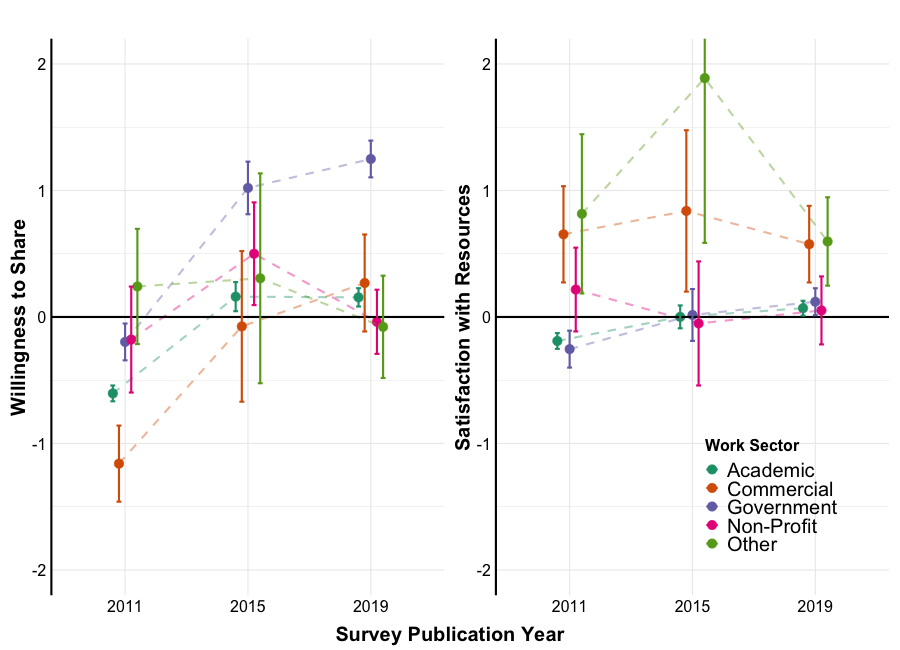 Willingness to Share
2
1
0
-1
-2
2011 2015 2019
Satisfaction with Resources
2
1
0
-1
-2
2011 2015 2019
Work Sector
Academic
Commercial
Government
Non-Profit
Other
Survey Publication Year